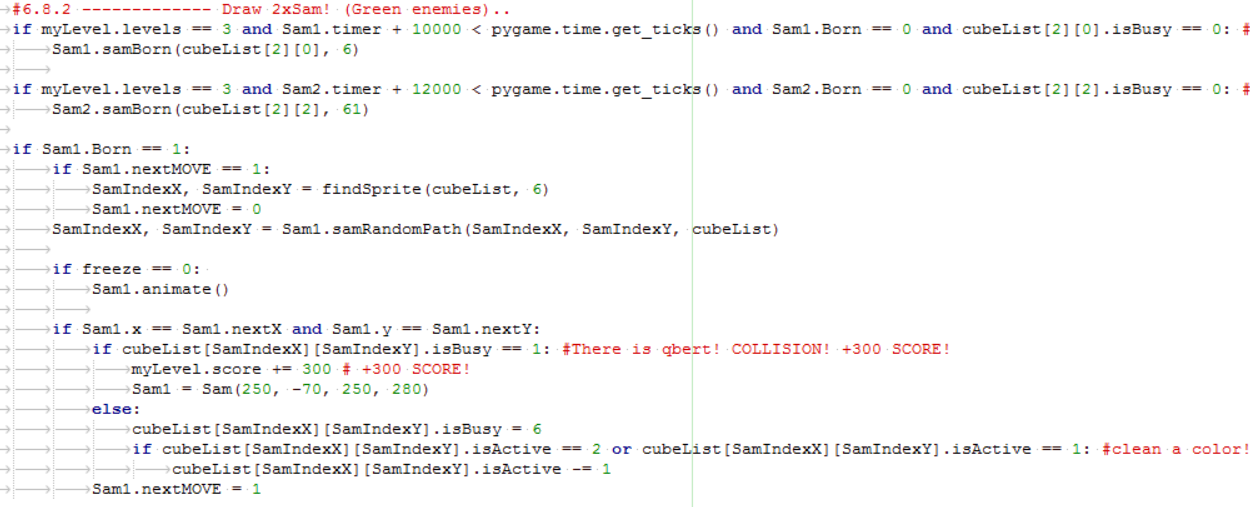 #6.8.2 ------------- Draw 2xSam! (Green enemies)..
if myLevel.levels == 3 and Sam1.timer + 10000 < pygame.time.get_ticks() and Sam1.Born == 0 and cubeList[2][0].isBusy == 0: #
Sam1.samBorn(cubeList[2][0], 6)
if myLevel.levels == 3 and Sam2.timer + 12000 < pygame.time.get_ticks() and Sam2.Born == 0 and cubeList[2][2].isBusy == 0: #
Sam2.samBorn(cubeList[2][2], 61)
if Sam1.Born == 1:
if Sam1.nextMOVE == 1:
SamIndexX, SamIndexY = findSprite(cubeList, 6)
Sam1.nextMOVE = 0
SamIndexX, SamIndexY = Sam1.samRandomPath(SamIndexX, SamIndexY, cubeList)
if freeze == 0:
Sam1.animate()
if Sam1.x == Sam1.nextX and Sam1.y == Sam1.nextY:
if cubeList[SamIndexX][SamIndexY].isBusy == 1: #There is qbert! COLLISION! +300 SCORE!
myLevel.score += 300 # +300 SCORE!
Sam1 = Sam(250, -70, 250, 280)
else:
cubeList[SamIndexX][SamIndexY].isBusy = 6
if cubeList[SamIndexX][SamIndexY].isActive == 2 or cubeList[SamIndexX][SamIndexY].isActive == 1: #clean a color!
cubeList[SamIndexX][SamIndexY].isActive -= 1
Sam1.nextMOVE = 1